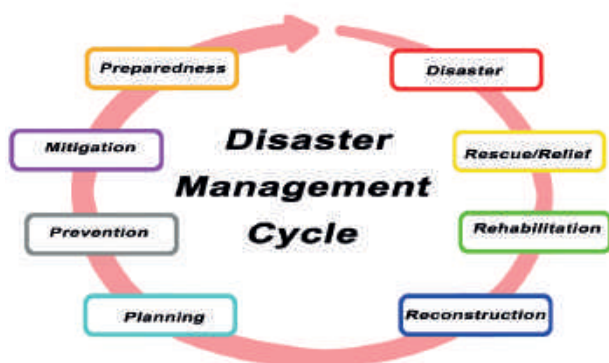 Preparedness
Disaster
Mitigation
Disaster
Management
Cycle
Rescue/Relief
Prevention
Rehabilitation
Planning
Reconstruction